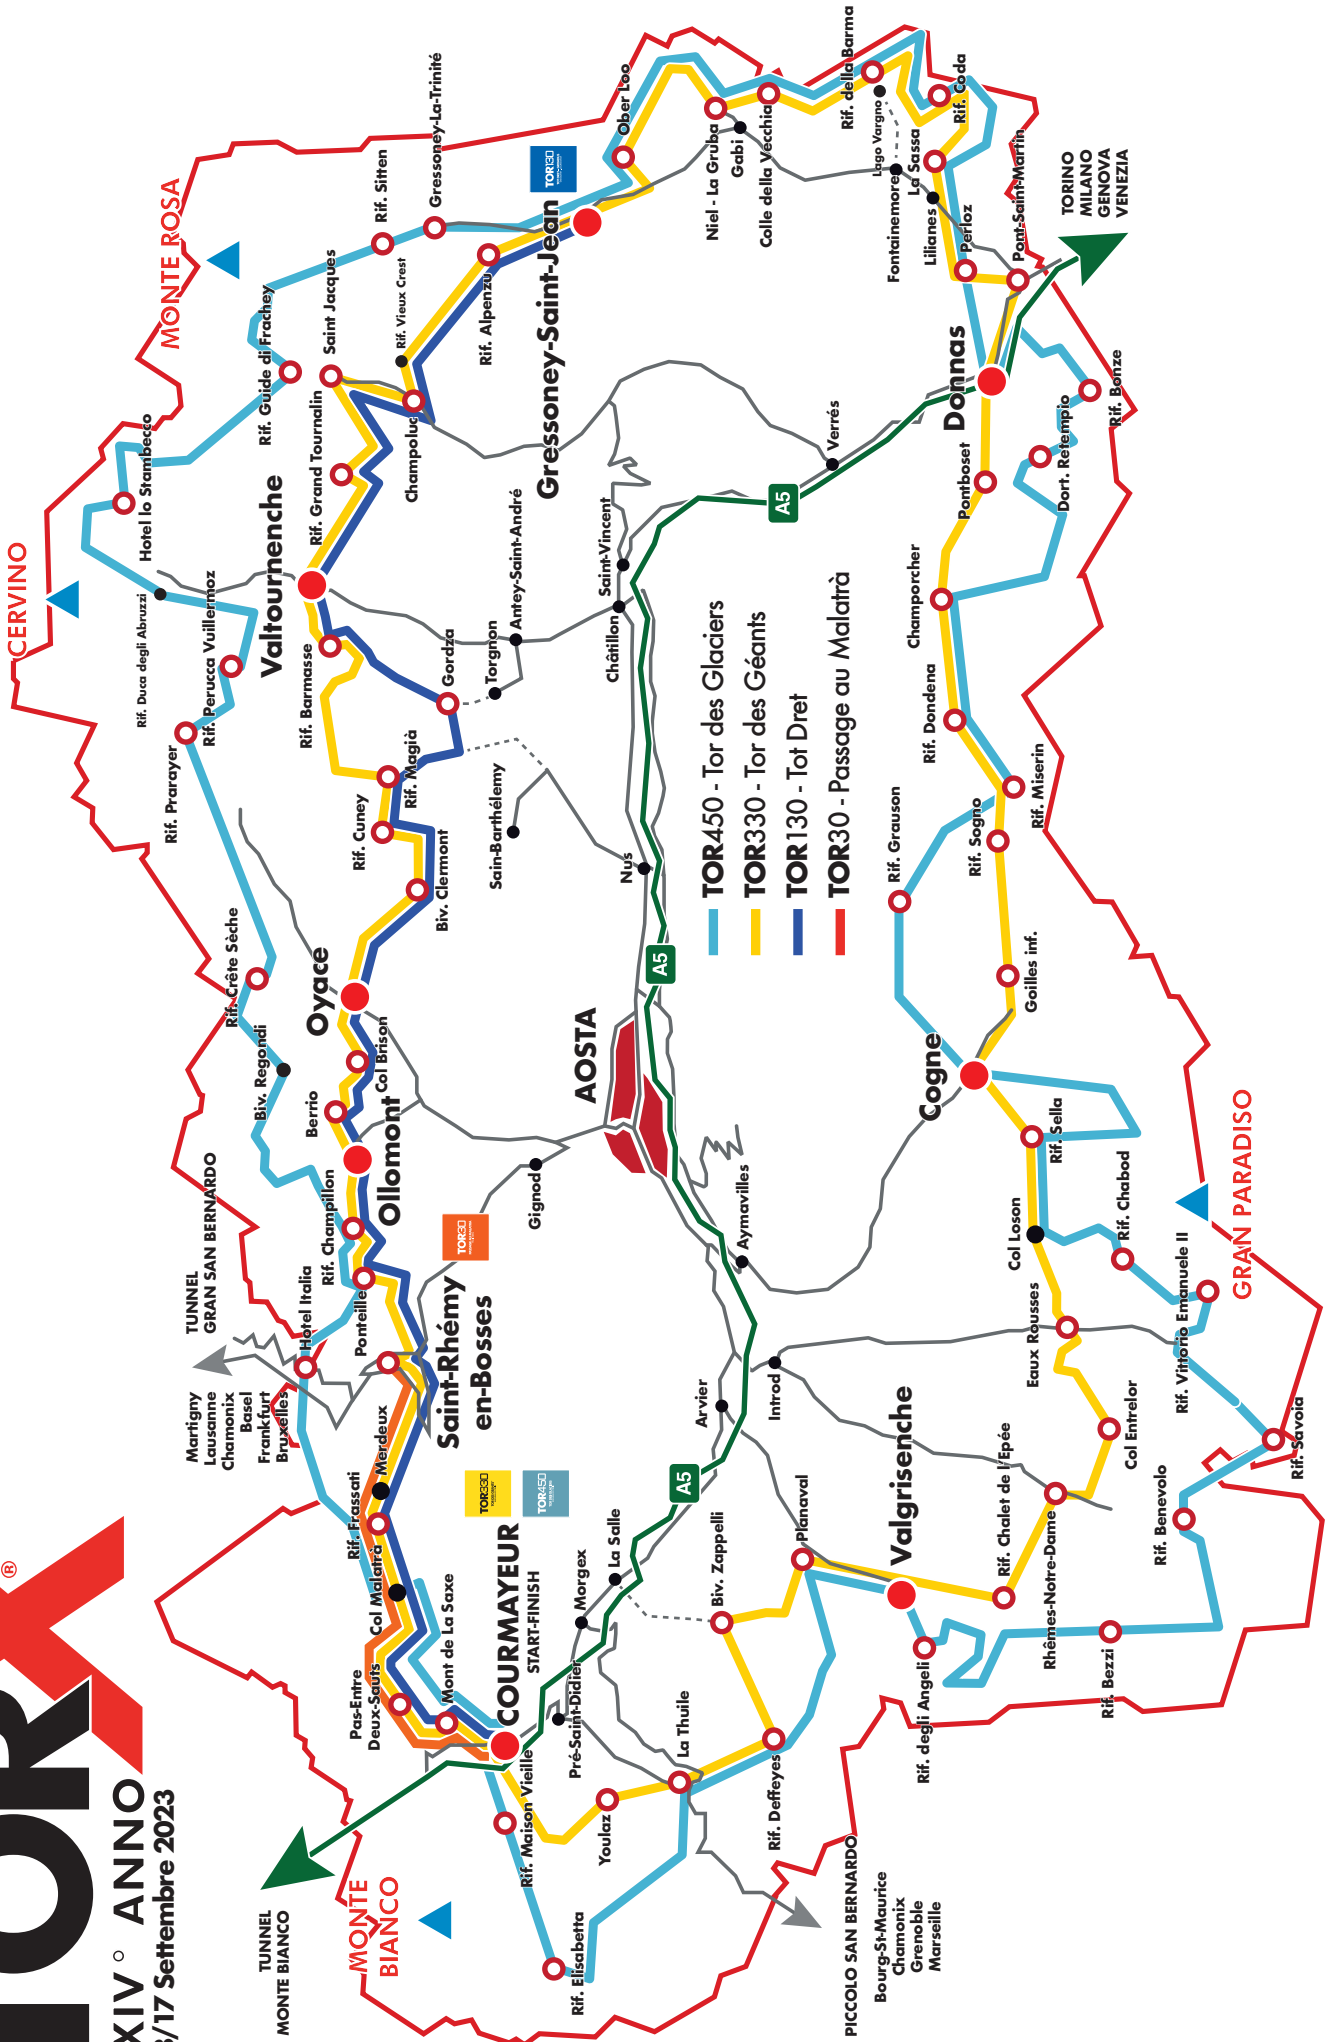 TORX®
XIV° ANNO
/17 Settembre 2023
TUNNEL
MONTE BIANCO
MONTE
BIANCO
PICCOLO SAN BERNARDO
Bourg-St-Maurice
Chamonix
Grenoble
Marseille
Rif. Elisabetta
Rif. Maison Vieille
Youlaz
La Thuile
Rif. Deffeyes
Pré-Saint-Didier
Morgex
La Salle
COURMAYEUR
START-FINISH
TOR330
TOR450
Pas-Entre
Deux-Sauts
Mont de La Saxe
Col Malatrà
Rif. Frassati
Merdeux
Saint-Rhémy
en-Bosses
TOR30
Martigny
Lausanne
Chamonix
Basel
Frankfurt
Bruxelles
TUNNEL
GRAN SAN BERNARDO
Hotel Italia
Ponteille
Rif. Champillon
Ollomont
Berrio
Col Brison
Oyace
Biv. Regondi
Rif. Crête Sèche
Rif. Prarayer
Rif. Perucca Vuillermoz
Rif. Duca degli Abruzzi
Hotel lo Stambecco
CERVINO
MONTE ROSA
Biv. Clermont
Rif. Cuney
Rif. Magià
Rif. Barmasse
Valtournenche
Gordza
Torgnon
Antey-Saint-André
Sain-Barthélemy
Nus
Châtillon
Saint-Vincent
Verrés
Rif. Grand Tournalin
Saint Jacques
Champoluc
Rif. Vieux Crest
Rif. Alpenzu
Rif. Guide di Frachey
Rif. Sitten
Gressoney-La-Trinité
Gressoney-Saint-Jean
TOR130
Ober Loo
Niel - La Gruba
Gabi
Colle della Vecchia
Rif. della Barma
Lago Vargno
Rif. Coda
La Sassa
Fontainemore
Lillianes
Perloz
Pont-Saint-Martin
TORINO
MILANO
GENOVA
VENEZIA
Donnas
Rif. Bonze
Dort. Retempio
Pontboset
Champorcher
Rif. Dondena
Rif. Miserin
Rif. Sogno
Rif. Grauson
Goilles inf.
Cogne
Rif. Sella
Col Loson
Rif. Chabod
Rif. Vittorio Emanuele II
GRAN PARADISO
Eaux Rousses
Col Entrelor
Rif. Savoia
Rif. Benevolo
Rhêmes-Notre-Dame
Rif. Chalet de l'Epée
Rif. Bezzi
Rif. degli Angeli
Valgrisenche
Planaval
Biv. Zappelli
Arvier
Introd
Aymavilles
Gignod
AOSTA
A5
A5
A5
TOR450 - Tor des Glaciers
TOR330 - Tor des Géants
TOR130 - Tot Dret
TOR30 - Passage au Malatrà